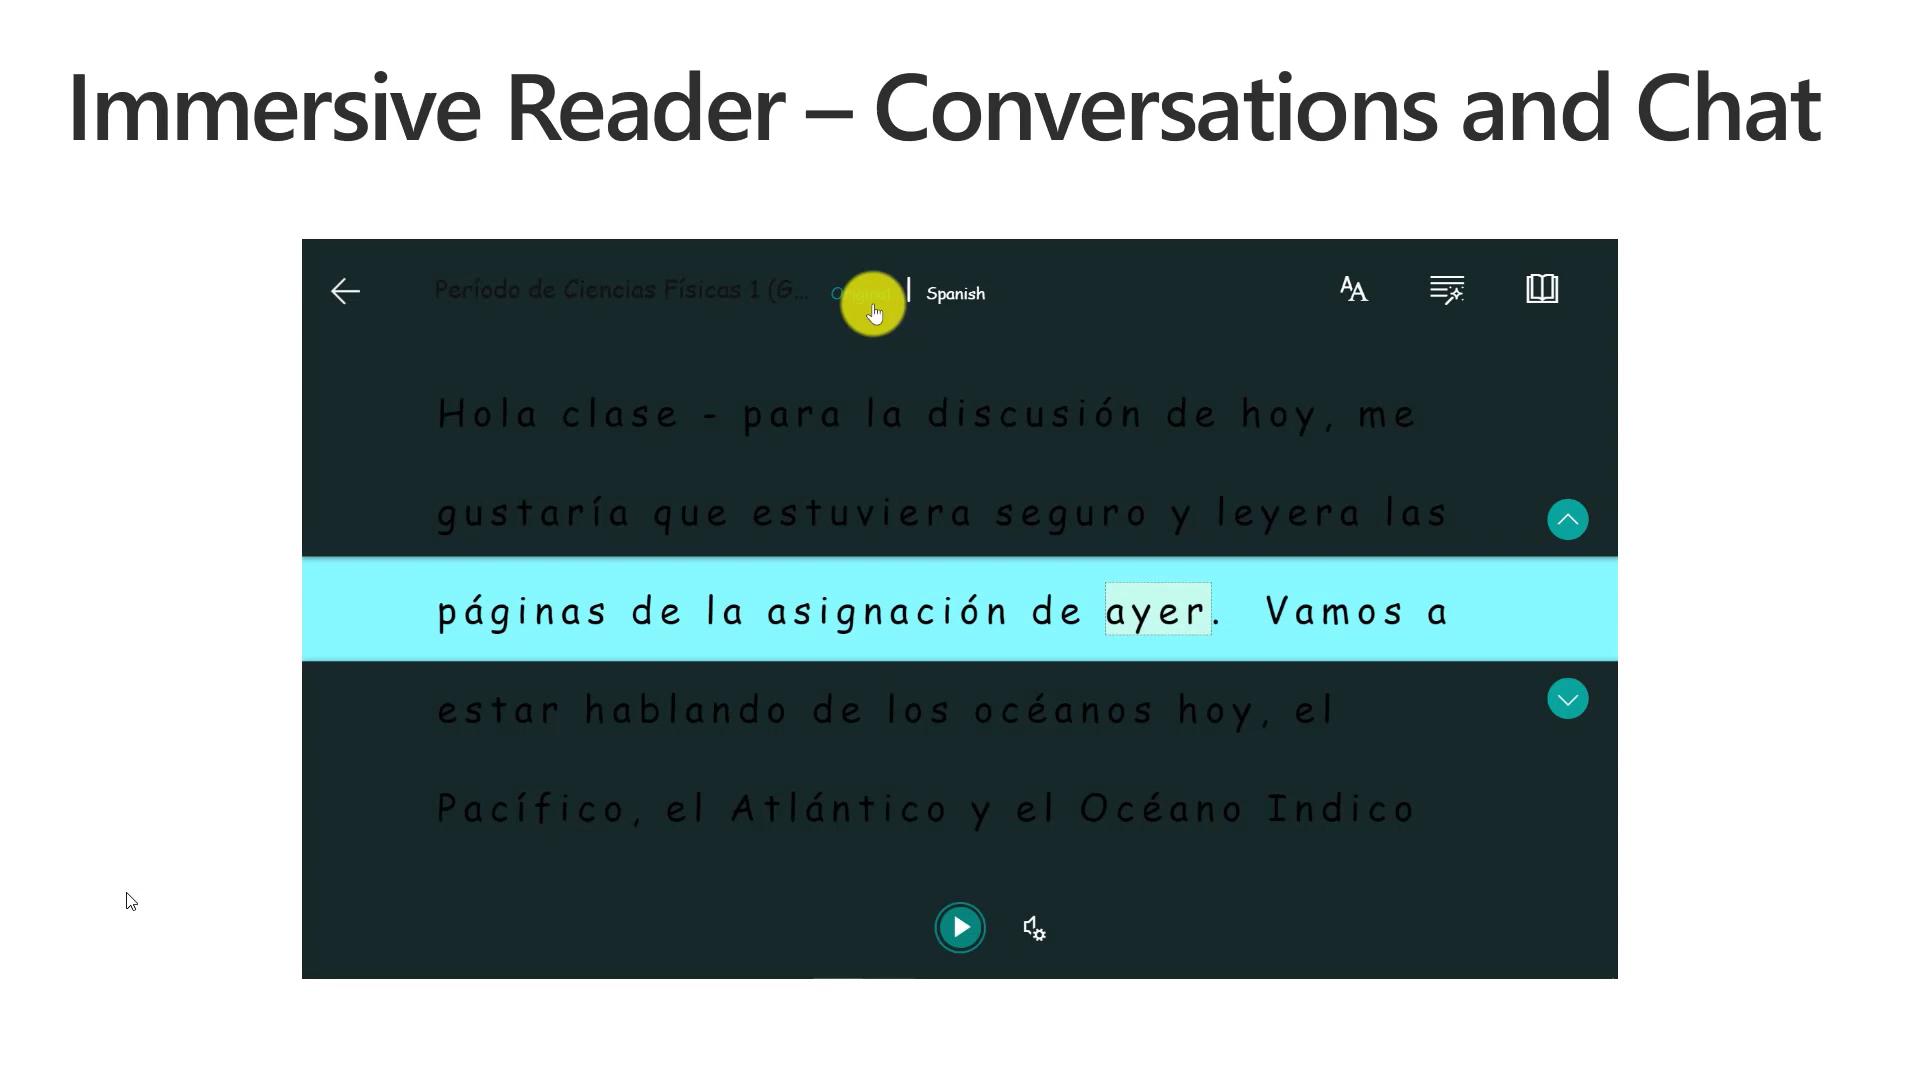 Immersive Reader – Conversations and Chat
Período de Ciencias Físicas 1 (G...
Original | Spanish
Hola clase - para la discusión de hoy, me
gustaría que estuviera seguro y leyera las
páginas de la asignación de ayer. Vamos a
estar hablando de los océanos hoy, el
Pacífico, el Atlántico y el Océano Indico